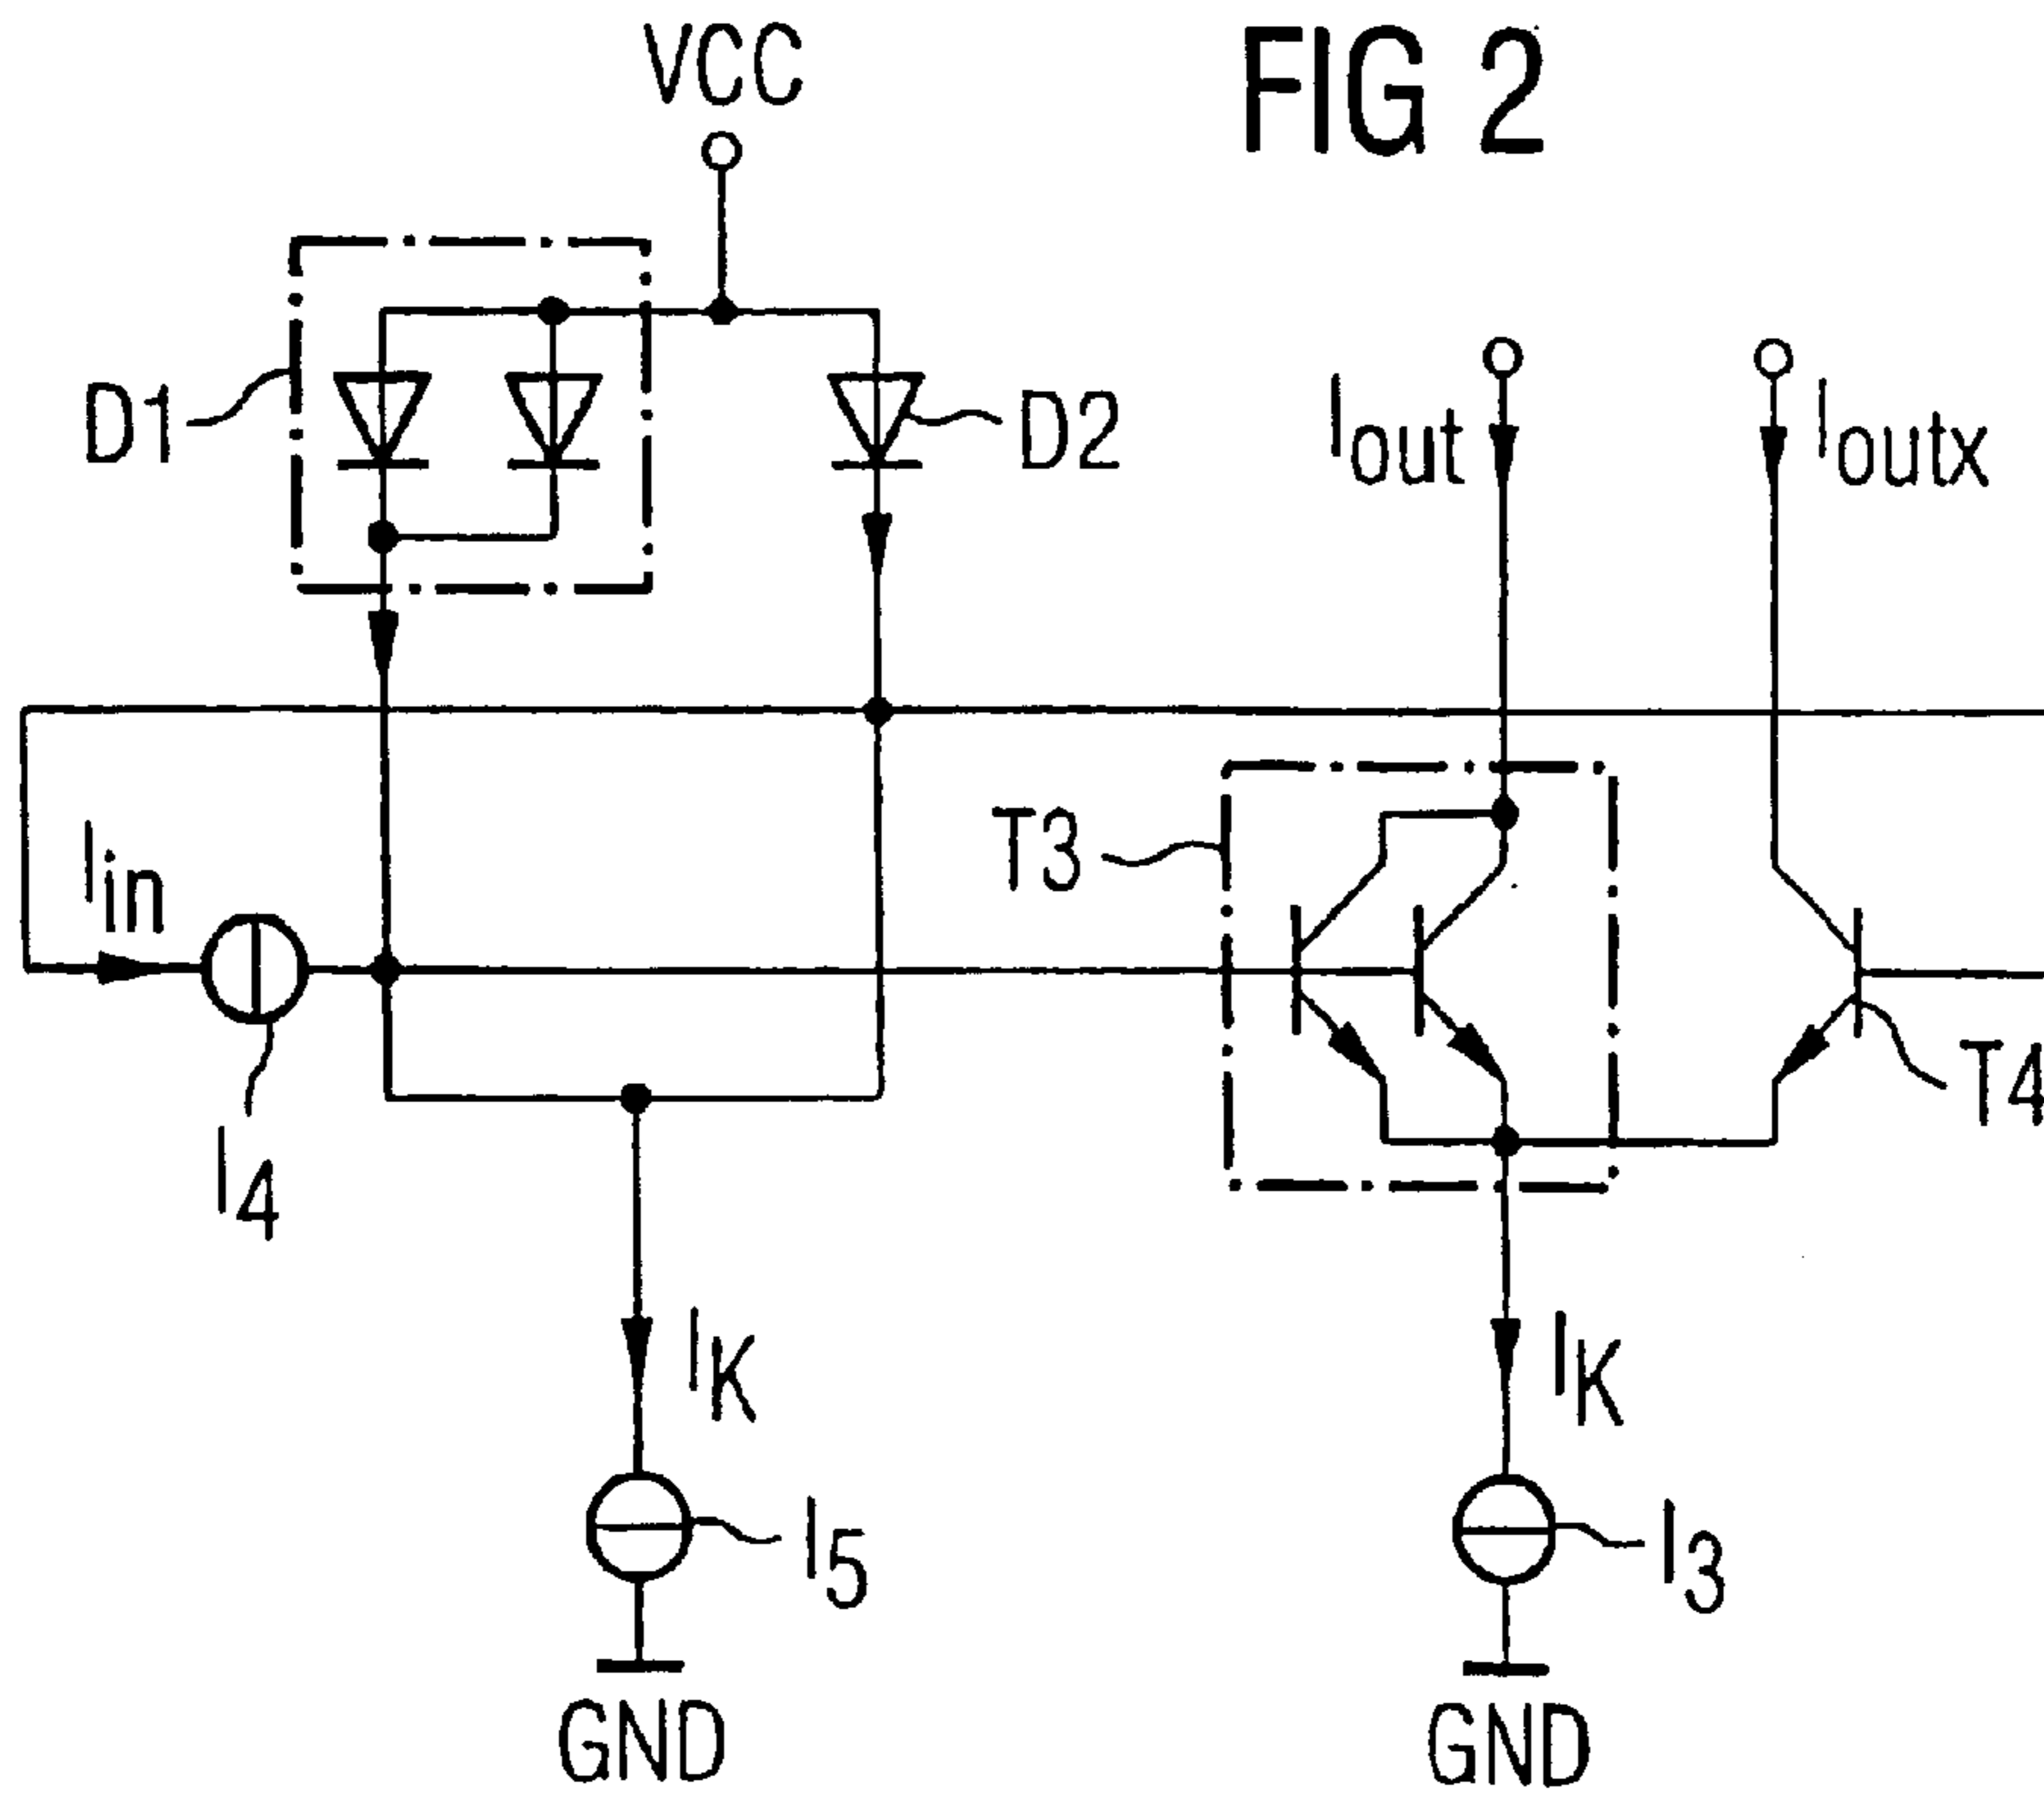 VCC
FIG 2
D1
D2
Iout
Ioutx
T3
Iin
T4
I4
IK
IK
I5
I3
GND
GND